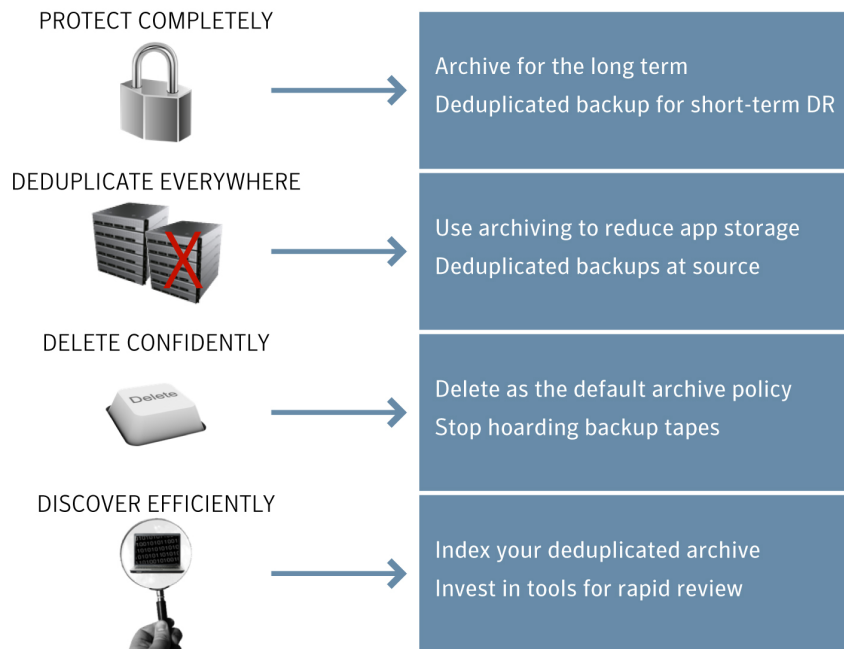 PROTECT COMPLETELY
Archive for the long term
Deduplicated backup for short-term DR
DEDUPLICATE EVERYWHERE
Use archiving to reduce app storage
Deduplicated backups at source
DELETE CONFIDENTLY
Delete
Delete as the default archive policy
Stop hoarding backup tapes
DISCOVER EFFICIENTLY
Index your deduplicated archive
Invest in tools for rapid review